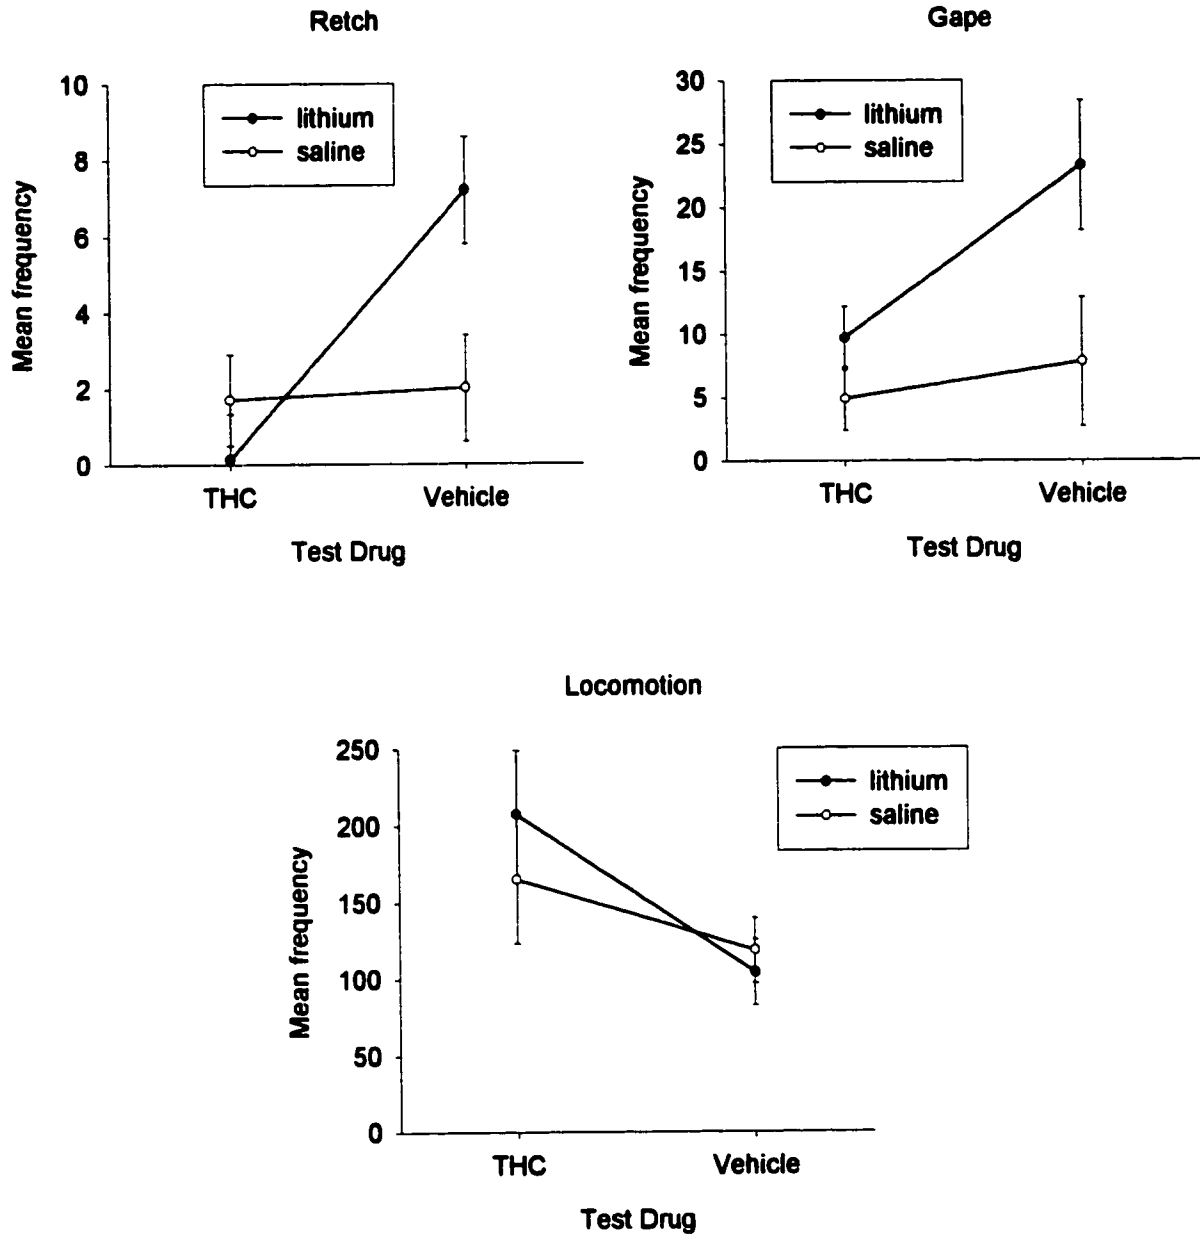 Retch
10
8
6
4
2
0
Mean frequency
lithium
saline
THC Vehicle
Test Drug
Gape
30
25
20
15
10
5
0
Mean frequency
lithium
saline
THC Vehicle
Test Drug
Locomotion
250
200
150
100
50
0
Mean frequency
lithium
saline
THC Vehicle
Test Drug